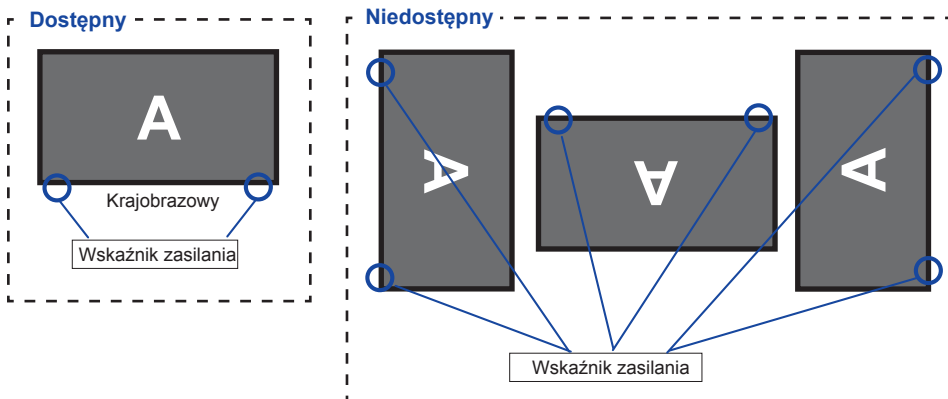 Dostępny
A
Krajobrazowy
Wskaźnik zasilania
Niedostępny
A
A
A
Wskaźnik zasilania